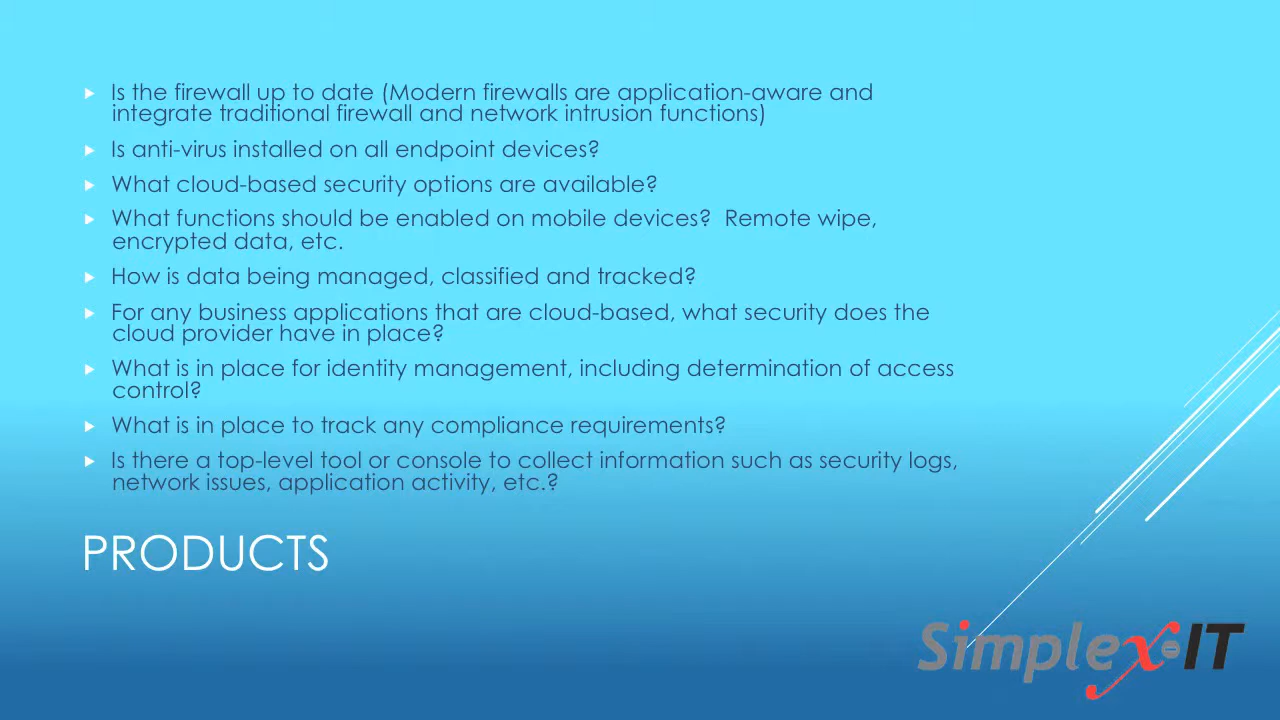 Is the firewall up to date (Modern firewalls are application-aware and
integrate traditional firewall and network intrusion functions)
Is anti-virus installed on all endpoint devices?
What cloud-based security options are available?
What functions should be enabled on mobile devices?  Remote wipe,
encrypted data, etc.
How is data being managed, classified and tracked?
For any business applications that are cloud-based, what security does the
cloud provider have in place?
What is in place for identity management, including determination of access
control?
What is in place to track any compliance requirements?
Is there a top-level tool or console to collect information such as security logs,
network issues, application activity, etc.?
PRODUCTS
Simplex-IT